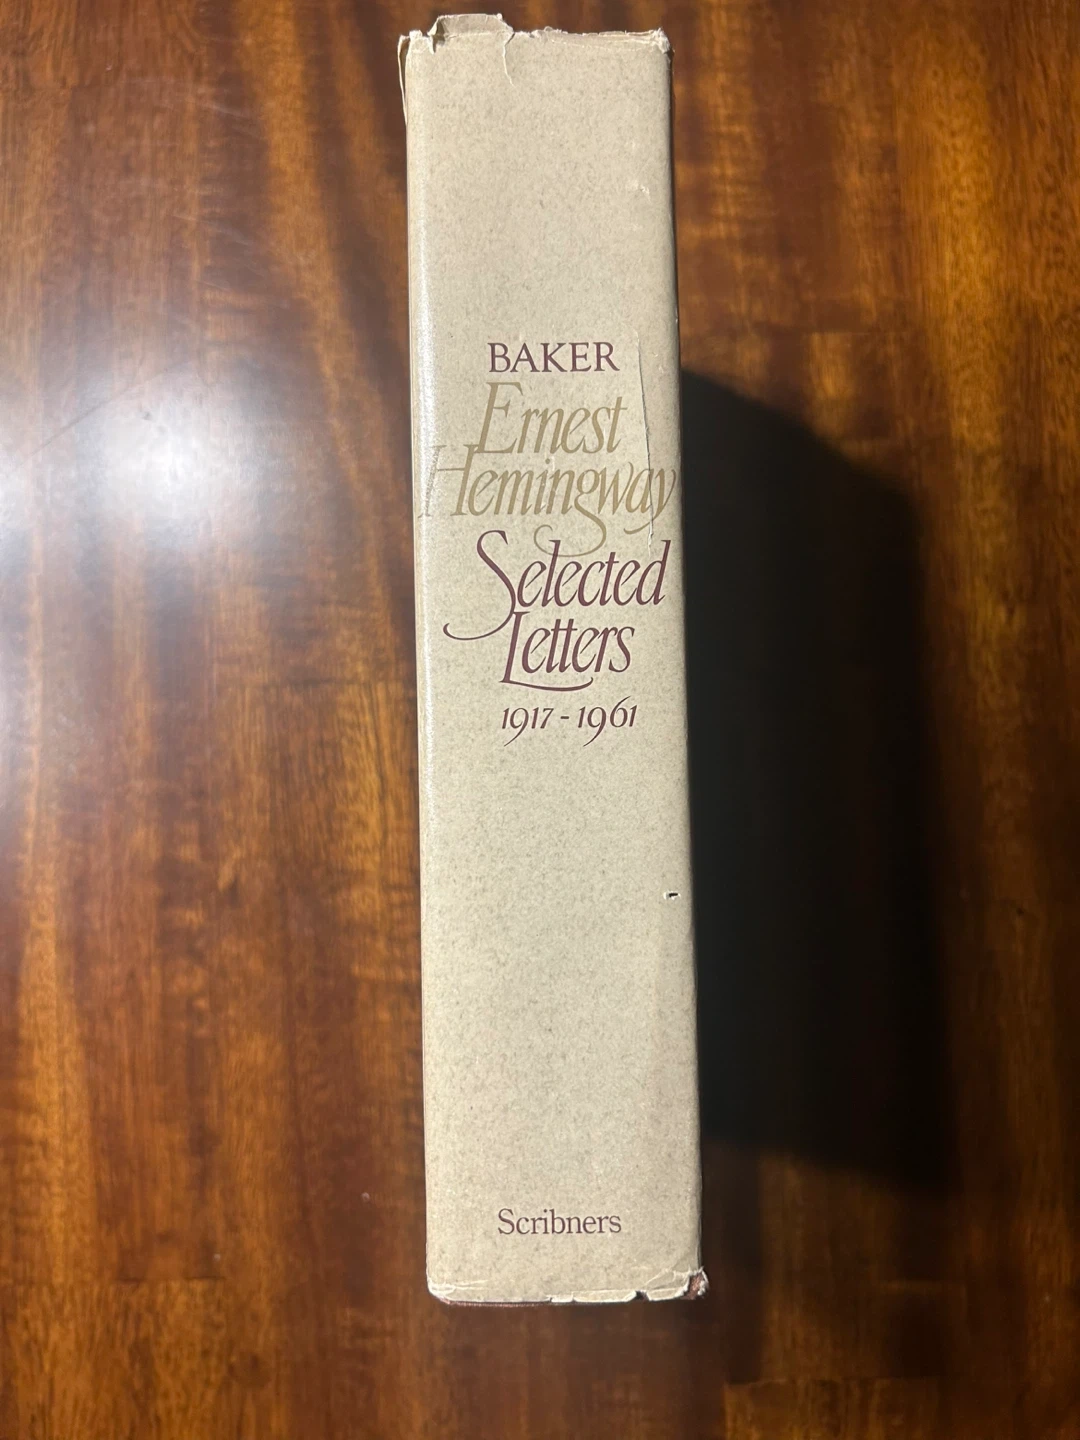 BAKER
Ernest
Hemingway
Selected
Letters
1917 - 1961
Scribners